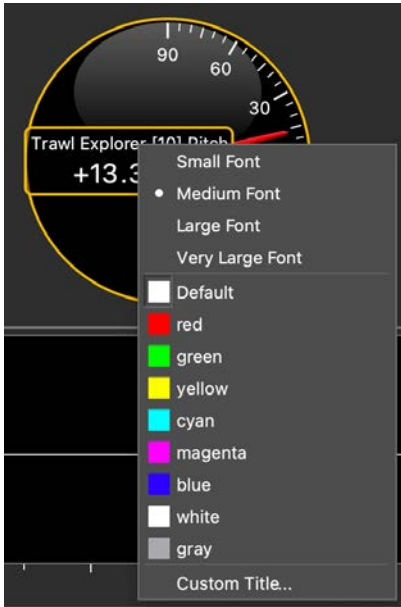 90
60
30
Trawl Explorer [10] Pitch
+13.3
Small Font
Medium Font
Large Font
Very Large Font
Default
red
green
yellow
cyan
magenta
blue
white
gray
Custom Title...